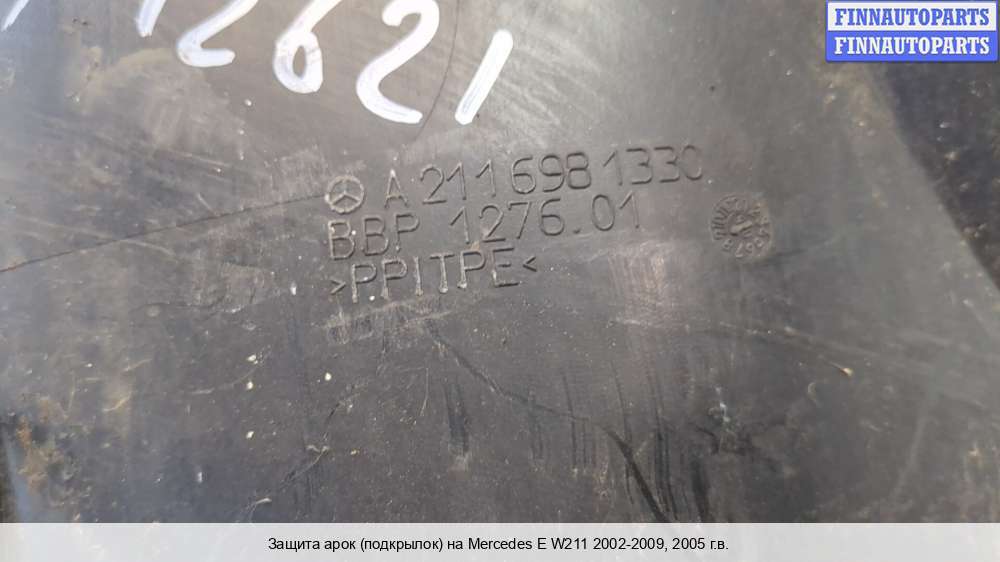 FINNAUTOPARTS
FINNAUTOPARTS
12621
A 211 698 1330
BBP 1276.01
>PPITPE<
Защита арок (подкрылок) на Mercedes E W211 2002-2009, 2005 г.в.